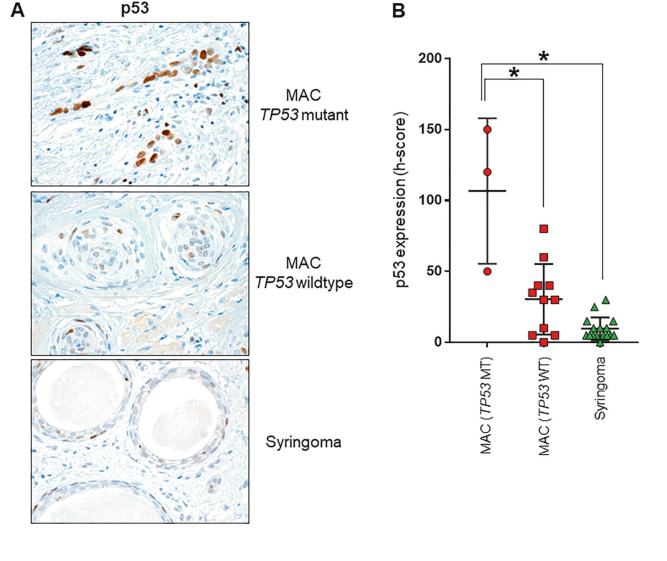 A
p53
MAC
TP53 mutant
MAC
TP53 wildtype
Syringoma
B
p53 expression (h-score)
200
150
100
50
0
*
*
MAC (TP53 MT)
MAC (TP53 WT)
Syringoma